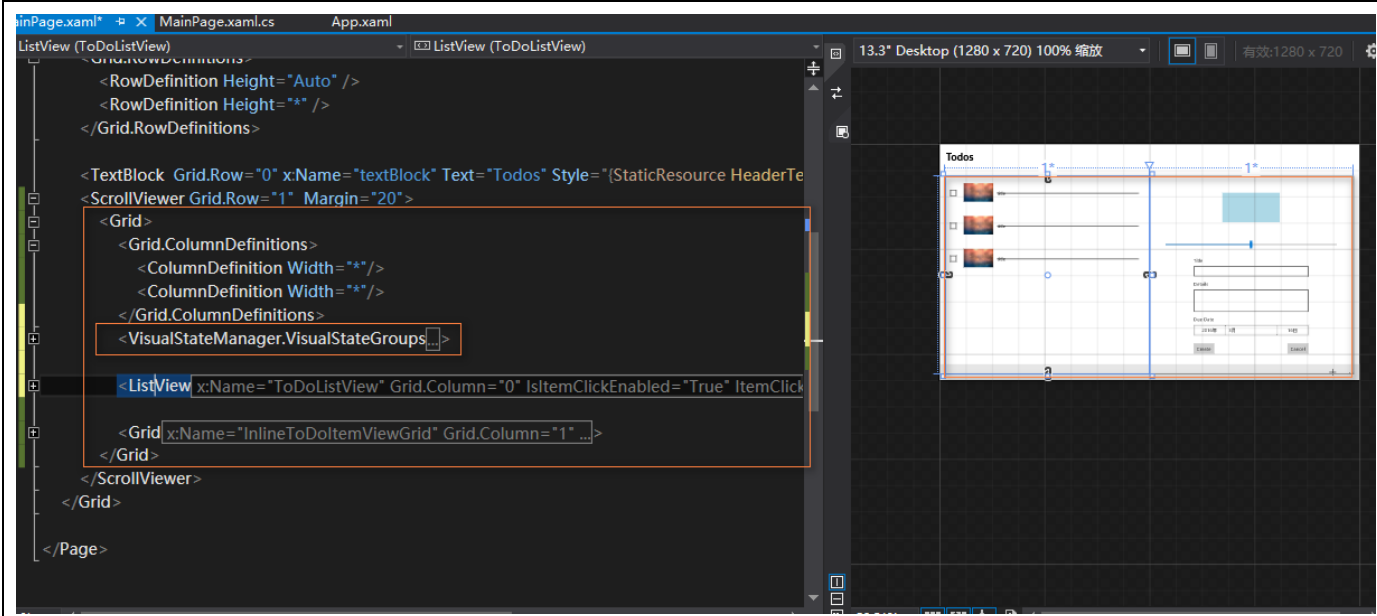 ainPage.xaml* MainPage.xaml.cs App.xaml
ListView (ToDoListView) ListView (ToDoListView)
13.3" Desktop (1280 x 720) 100% 缩放 有效:1280 x 720
<Grid.RowDefinitions>
<RowDefinition Height="Auto" />
<RowDefinition Height="*" />
</Grid.RowDefinitions>
<TextBlock Grid.Row="0" x:Name="textBlock" Text="Todos" Style="{StaticResource HeaderTe
<ScrollViewer Grid.Row="1" Margin="20">
<Grid>
<Grid.ColumnDefinitions>
<ColumnDefinition Width="*"/>
<ColumnDefinition Width="*"/>
</Grid.ColumnDefinitions>
<VisualStateManager.VisualStateGroups...>
<ListView x:Name="ToDoListView" Grid.Column="0" IsItemClickEnabled="True" ItemClick
<Grid x:Name="InlineToDoItemViewGrid" Grid.Column="1" ...>
</Grid>
</ScrollViewer>
</Grid>
</Page>
Todos
1* 1*
Title
Details
Due Date
Create Cancel